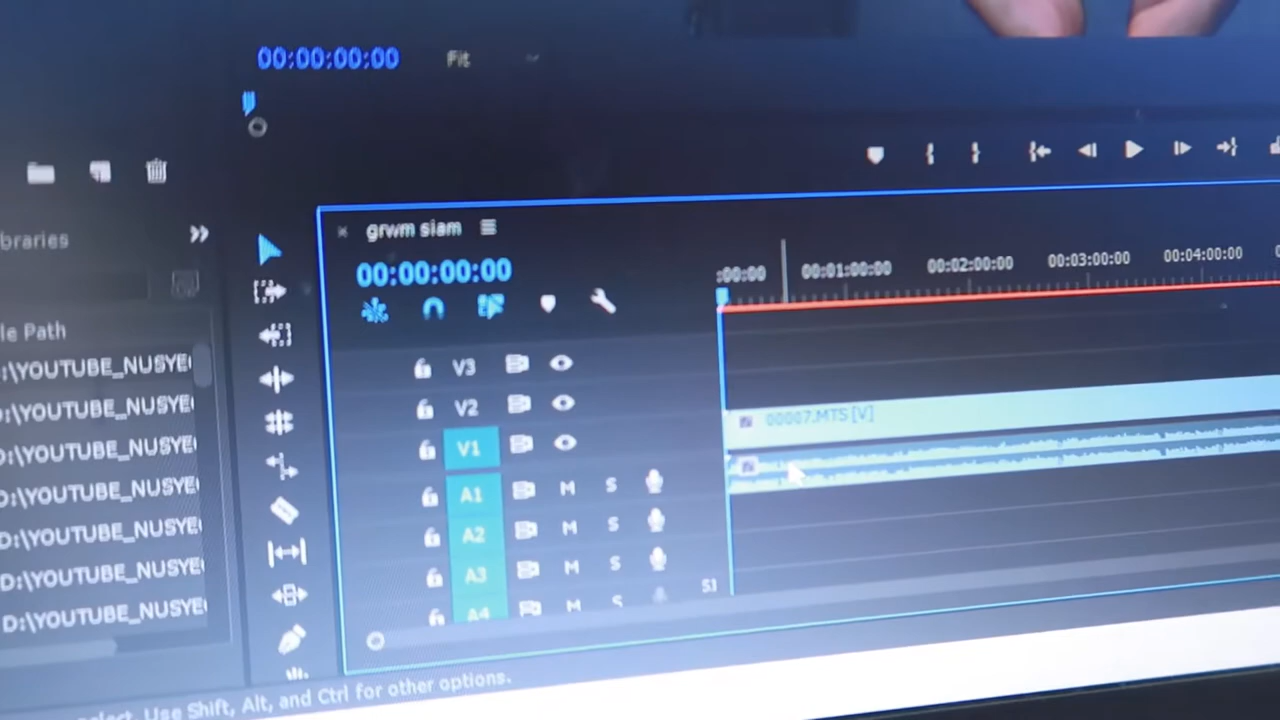 00:00:00:00 Fit
grwm siam
braries
00:00:00:00
:00:00 00:01:00:00 00:02:00:00 00:03:00:00 00:04:00:00
le Path
:\YOUTUBE_NUSYE
D:\YOUTUBE_NUSYE
D:\YOUTUBE_NUSYE
D:\YOUTUBE_NUSYE
D:\YOUTUBE_NUSYE
D:\YOUTUBE_NUSYE
D:\YOUTUBE_NUSYE
V3
V2
00007.MTS [V]
V1
A1 M S
A2 M S
A3 M S
A4 M S
S1
select. Use Shift, Alt, and Ctrl for other options.